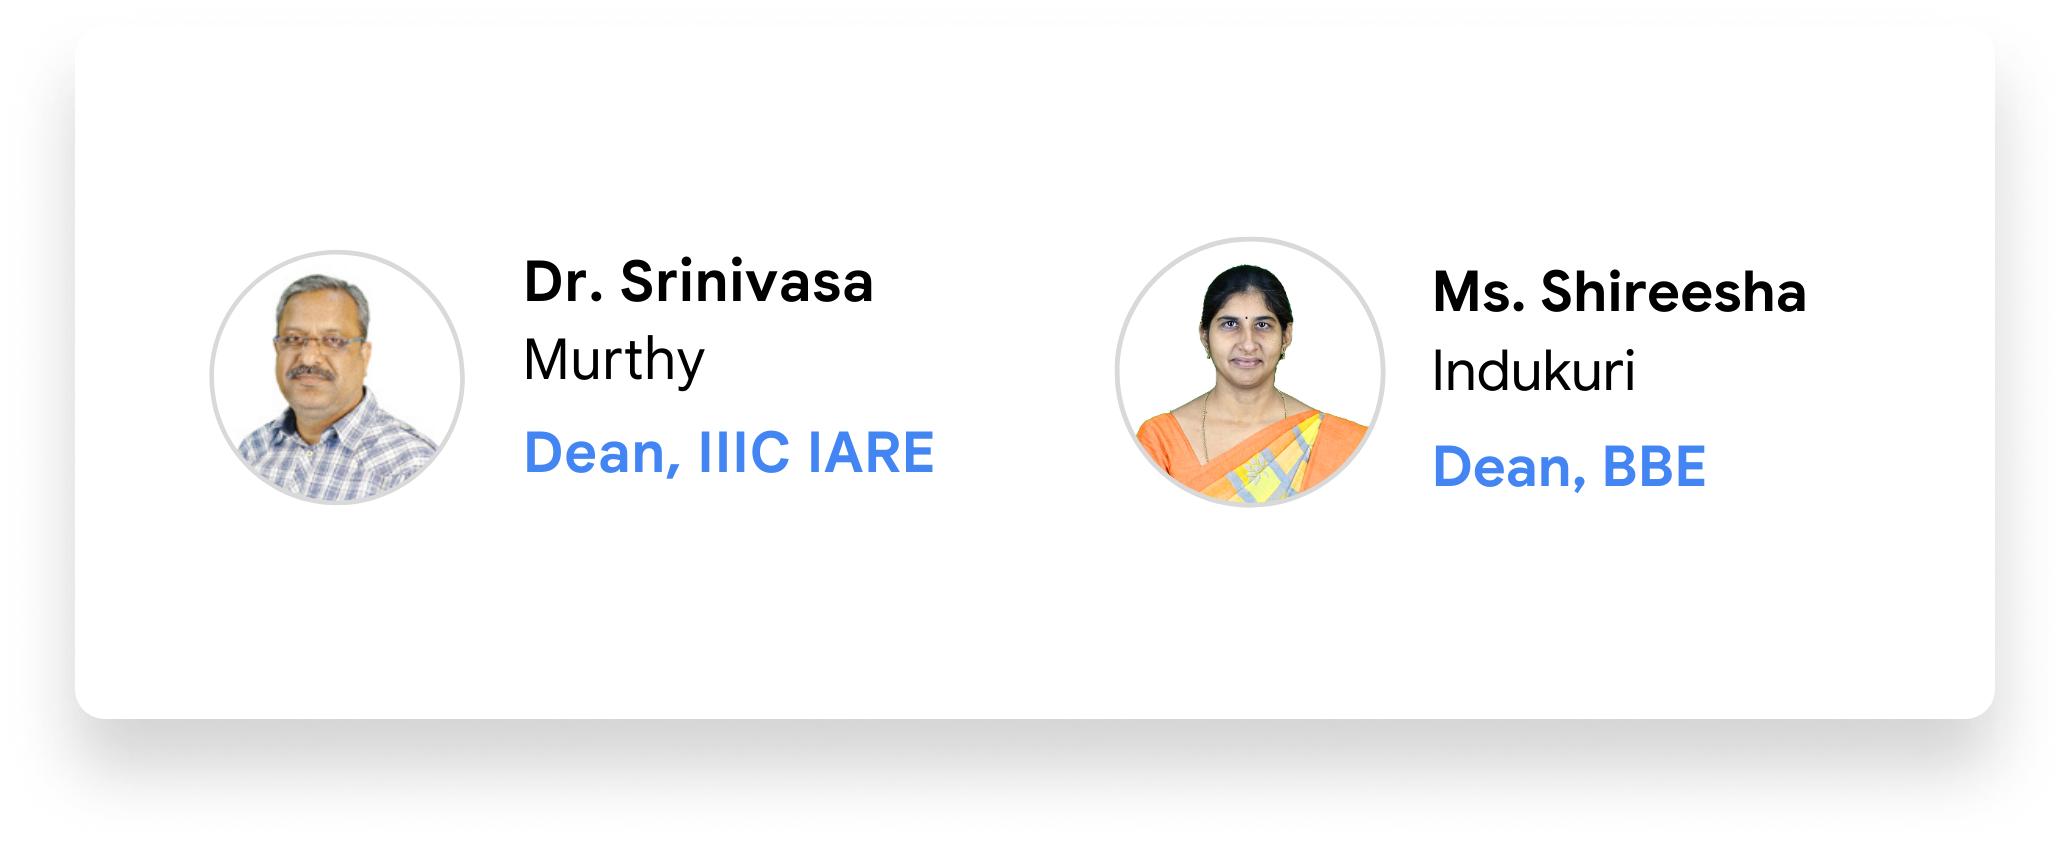 Dr. Srinivasa
Murthy
Dean, IIIC IARE
Ms. Shireesha
Indukuri
Dean, BBE